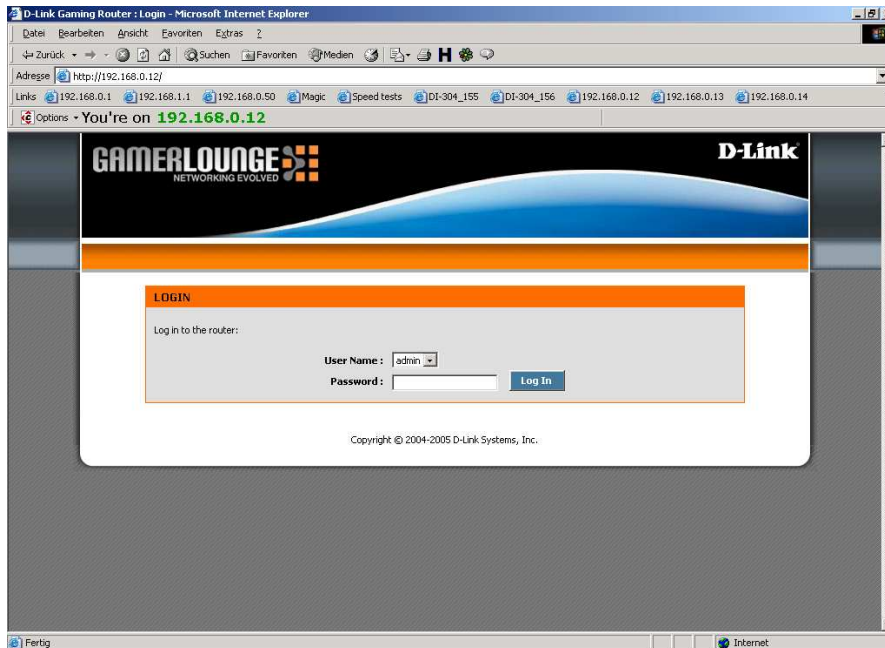 D-Link Gaming Router : Login - Microsoft Internet Explorer
Datei Bearbeiten Ansicht Favoriten Extras ?
Zurück Suchen Favoriten Medien H
Adresse http://192.168.0.12/
Links 192.168.0.1 192.168.1.1 192.168.0.50 Magic Speed tests DI-304_155 DI-304_156 192.168.0.12 192.168.0.13 192.168.0.14
Options You're on 192.168.0.12
GAMERLOUNGE
NETWORKING EVOLVED
D-Link
LOGIN
Log in to the router:
User Name : admin
Password : Log In
Copyright © 2004-2005 D-Link Systems, Inc.
Fertig Internet